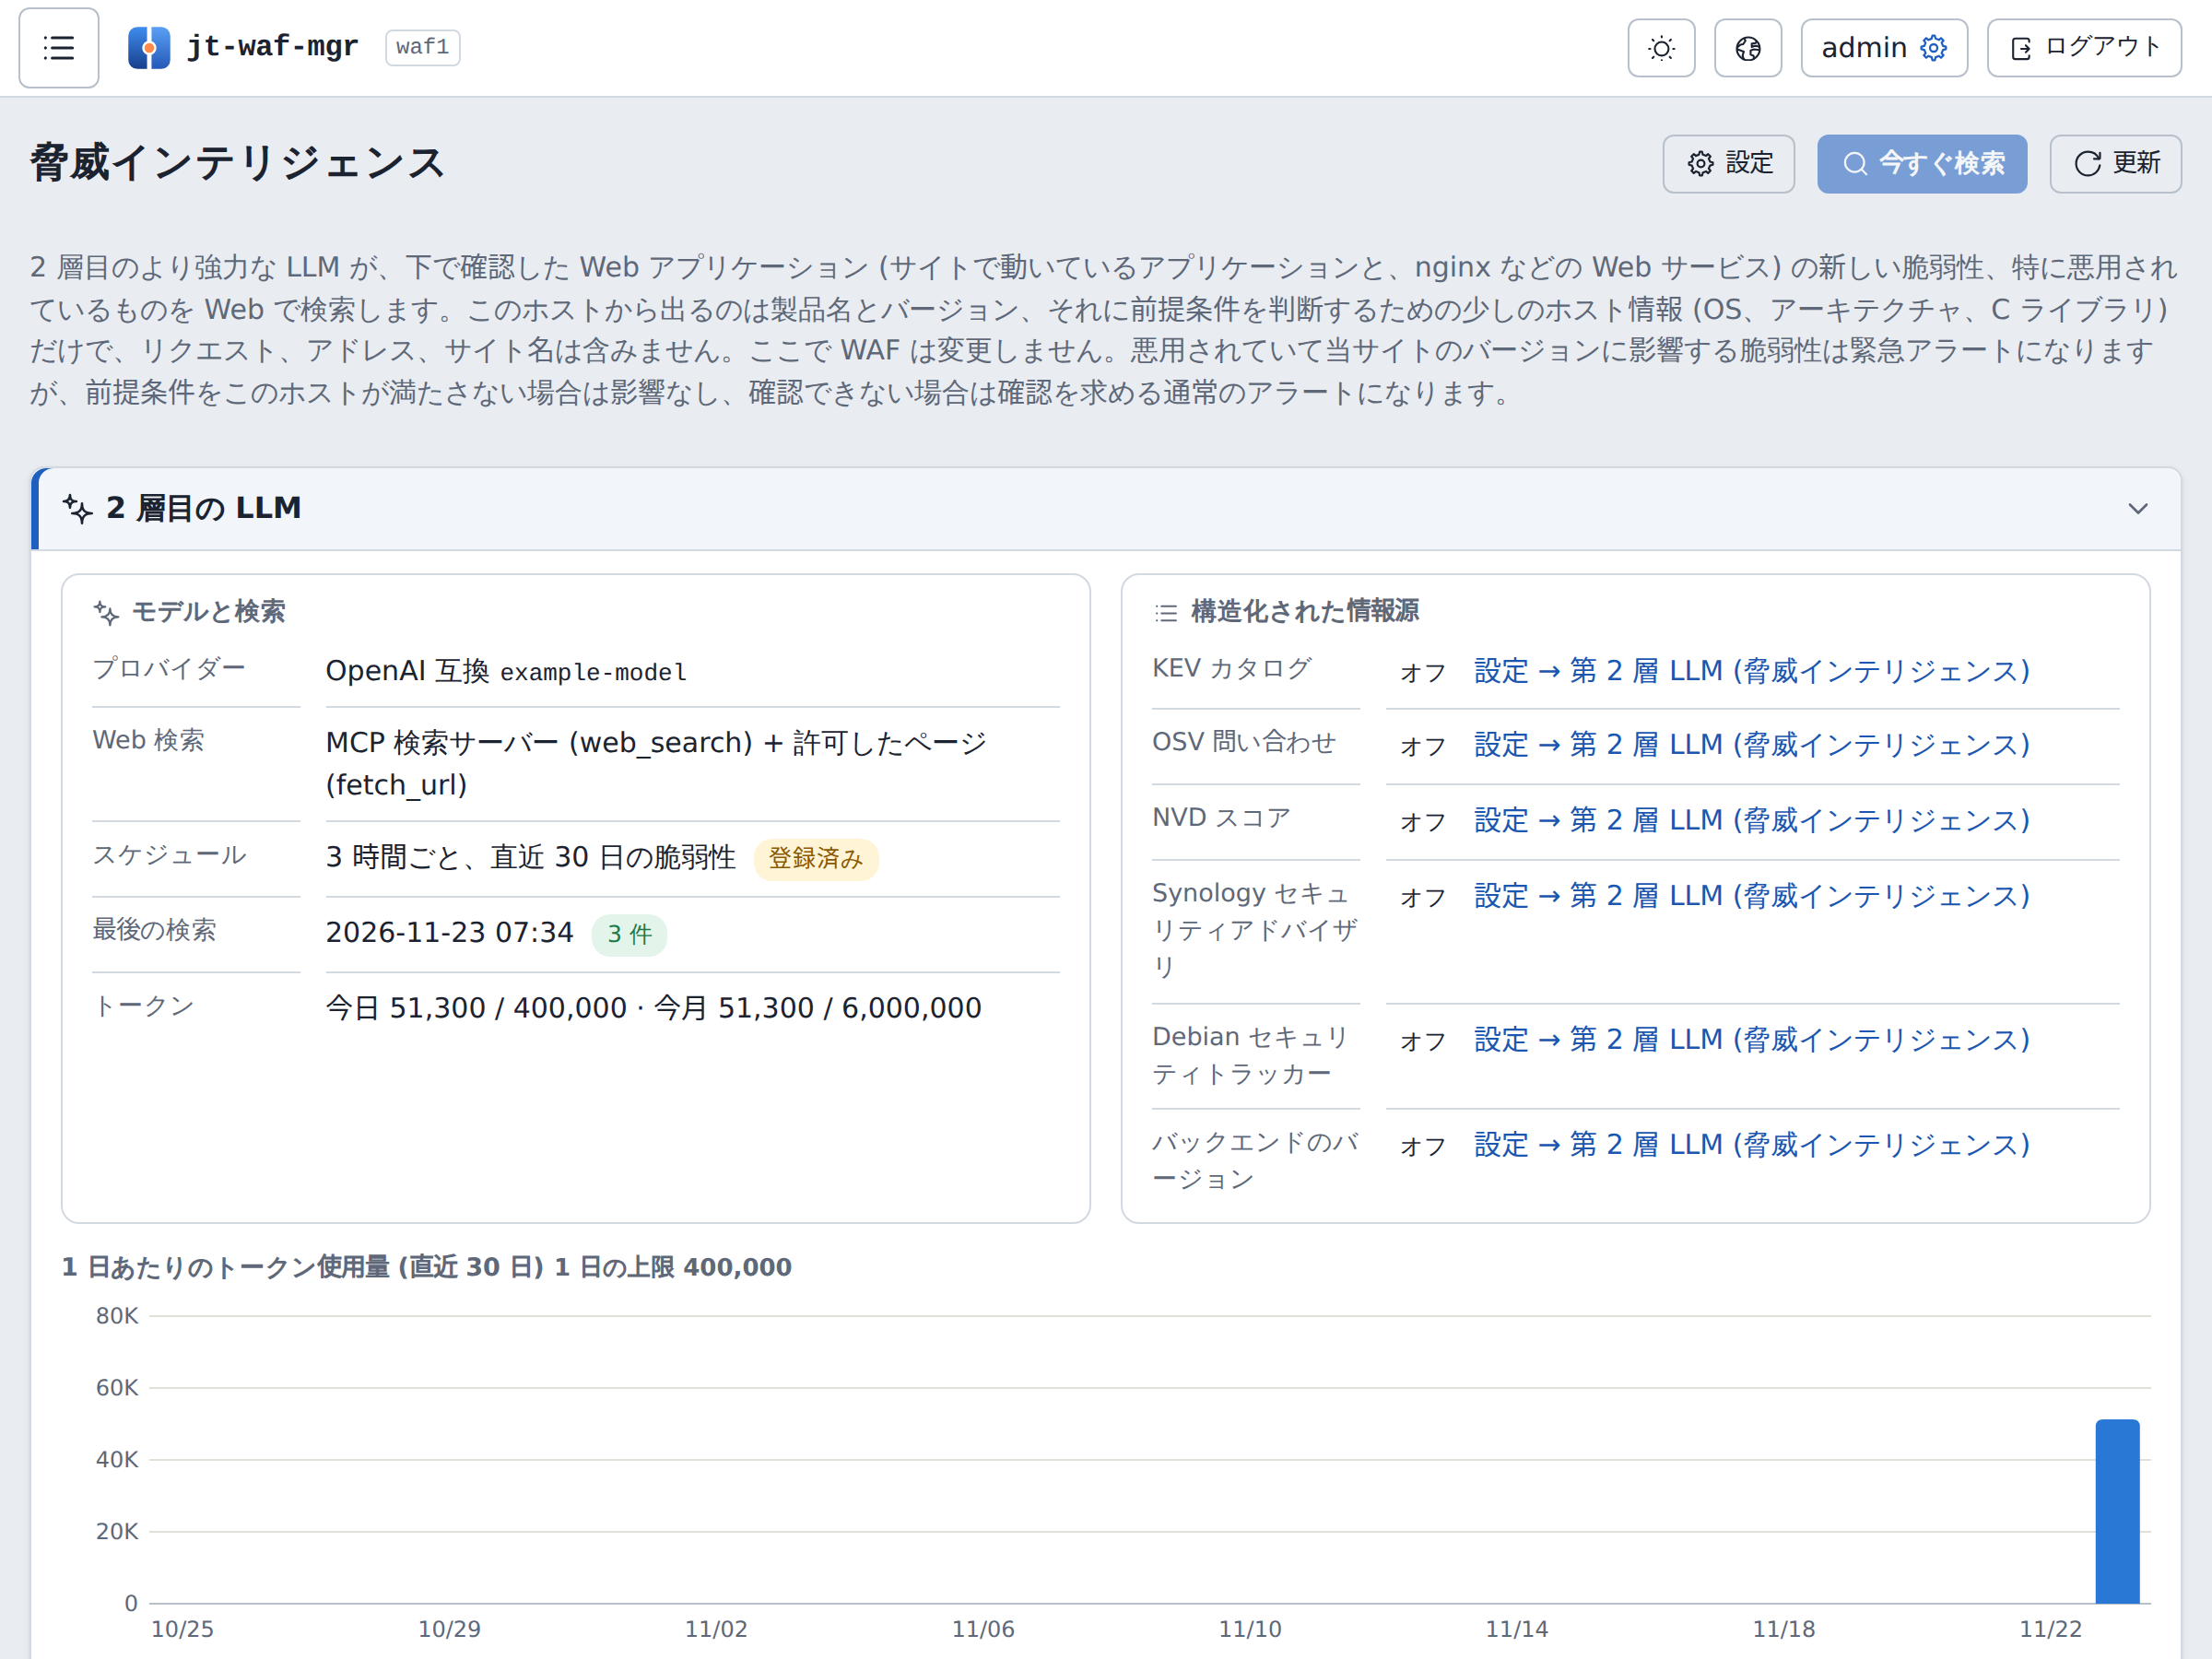 jt-waf-mgr waf1 admin ログアウト
脅威インテリジェンス 設定 今すぐ検索 更新
2 層目のより強力な LLM が、下で確認した Web アプリケーション (サイトで動いているアプリケーションと、nginx などの Web サービス) の新しい脆弱性、特に悪用され
ているものを Web で検索します。このホストから出るのは製品名とバージョン、それに前提条件を判断するための少しのホスト情報 (OS、アーキテクチャ、C ライブラリ)
だけで、リクエスト、アドレス、サイト名は含みません。ここで WAF は変更しません。悪用されていて当サイトのバージョンに影響する脆弱性は緊急アラートになります
が、前提条件をこのホストが満たさない場合は影響なし、確認できない場合は確認を求める通常のアラートになります。
2 層目の LLM
モデルと検索
プロバイダー OpenAI 互換 example-model
Web 検索 MCP 検索サーバー (web_search) + 許可したページ
(fetch_url)
スケジュール 3 時間ごと、直近 30 日の脆弱性 登録済み
最後の検索 2026-11-23 07:34 3 件
トークン 今日 51,300 / 400,000 · 今月 51,300 / 6,000,000
構造化された情報源
KEV カタログ オフ 設定 → 第 2 層 LLM (脅威インテリジェンス)
OSV 問い合わせ オフ 設定 → 第 2 層 LLM (脅威インテリジェンス)
NVD スコア オフ 設定 → 第 2 層 LLM (脅威インテリジェンス)
Synology セキュ オフ 設定 → 第 2 層 LLM (脅威インテリジェンス)
リティアドバイザ
リ
Debian セキュリ オフ 設定 → 第 2 層 LLM (脅威インテリジェンス)
ティトラッカー
バックエンドのバ オフ 設定 → 第 2 層 LLM (脅威インテリジェンス)
ージョン
1 日あたりのトークン使用量 (直近 30 日) 1 日の上限 400,000
80K
60K
40K
20K
0
10/25 10/29 11/02 11/06 11/10 11/14 11/18 11/22